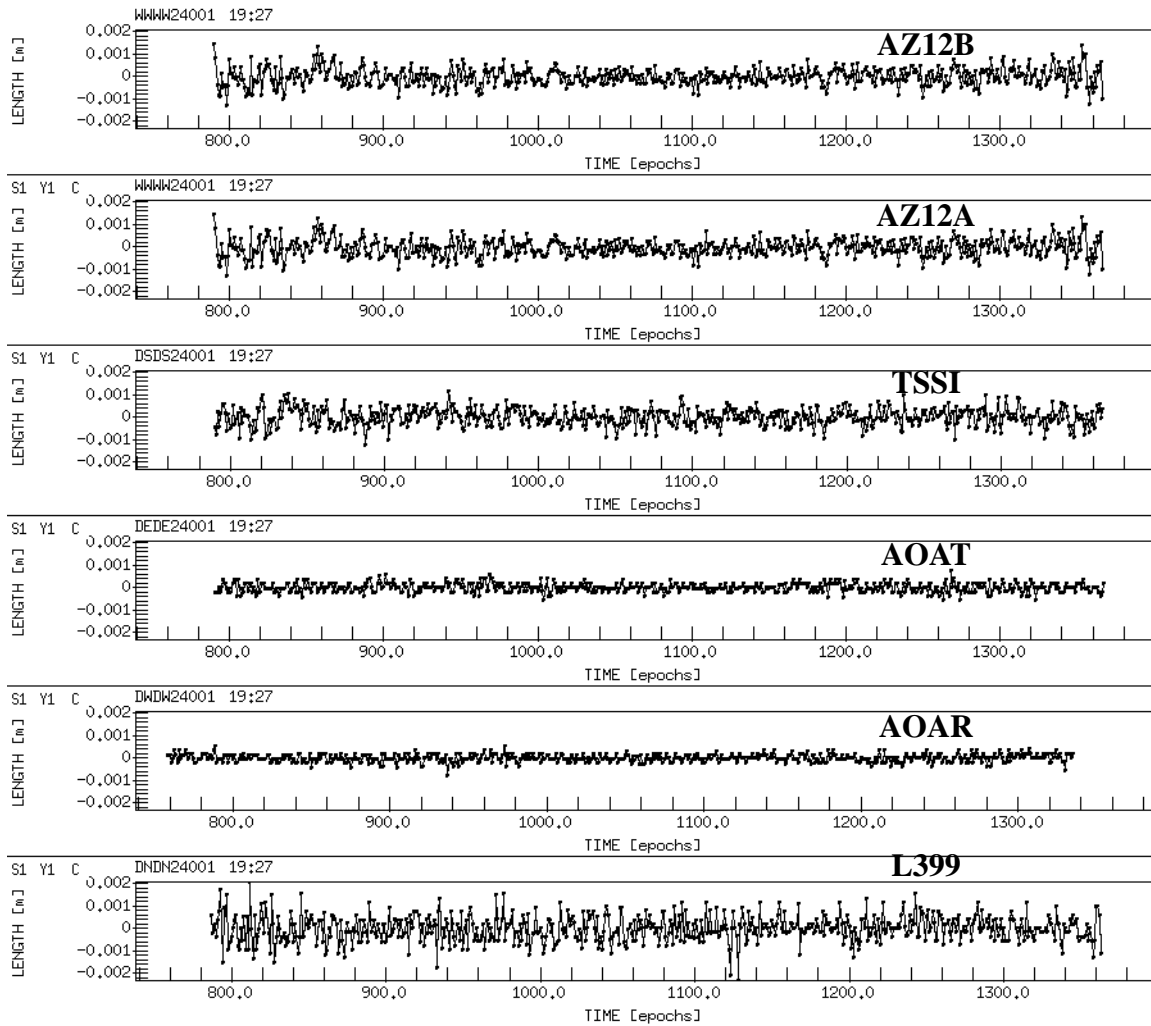 WWWW24001 19:27
LENGTH [m]
0.002
0.001
0
-0.001
-0.002
AZ12B
800.0 900.0 1000.0 1100.0 1200.0 1300.0
TIME [epochs]
S1 Y1 C WWWW24001 19:27
LENGTH [m]
0.002
0.001
0
-0.001
-0.002
AZ12A
800.0 900.0 1000.0 1100.0 1200.0 1300.0
TIME [epochs]
S1 Y1 C DSDS24001 19:27
LENGTH [m]
0.002
0.001
0
-0.001
-0.002
TSSI
800.0 900.0 1000.0 1100.0 1200.0 1300.0
TIME [epochs]
S1 Y1 C DEDE24001 19:27
LENGTH [m]
0.002
0.001
0
-0.001
-0.002
AOAT
800.0 900.0 1000.0 1100.0 1200.0 1300.0
TIME [epochs]
S1 Y1 C DWDW24001 19:27
LENGTH [m]
0.002
0.001
0
-0.001
-0.002
AOAR
800.0 900.0 1000.0 1100.0 1200.0 1300.0
TIME [epochs]
S1 Y1 C DNDN24001 19:27
LENGTH [m]
0.002
0.001
0
-0.001
-0.002
L399
800.0 900.0 1000.0 1100.0 1200.0 1300.0
TIME [epochs]